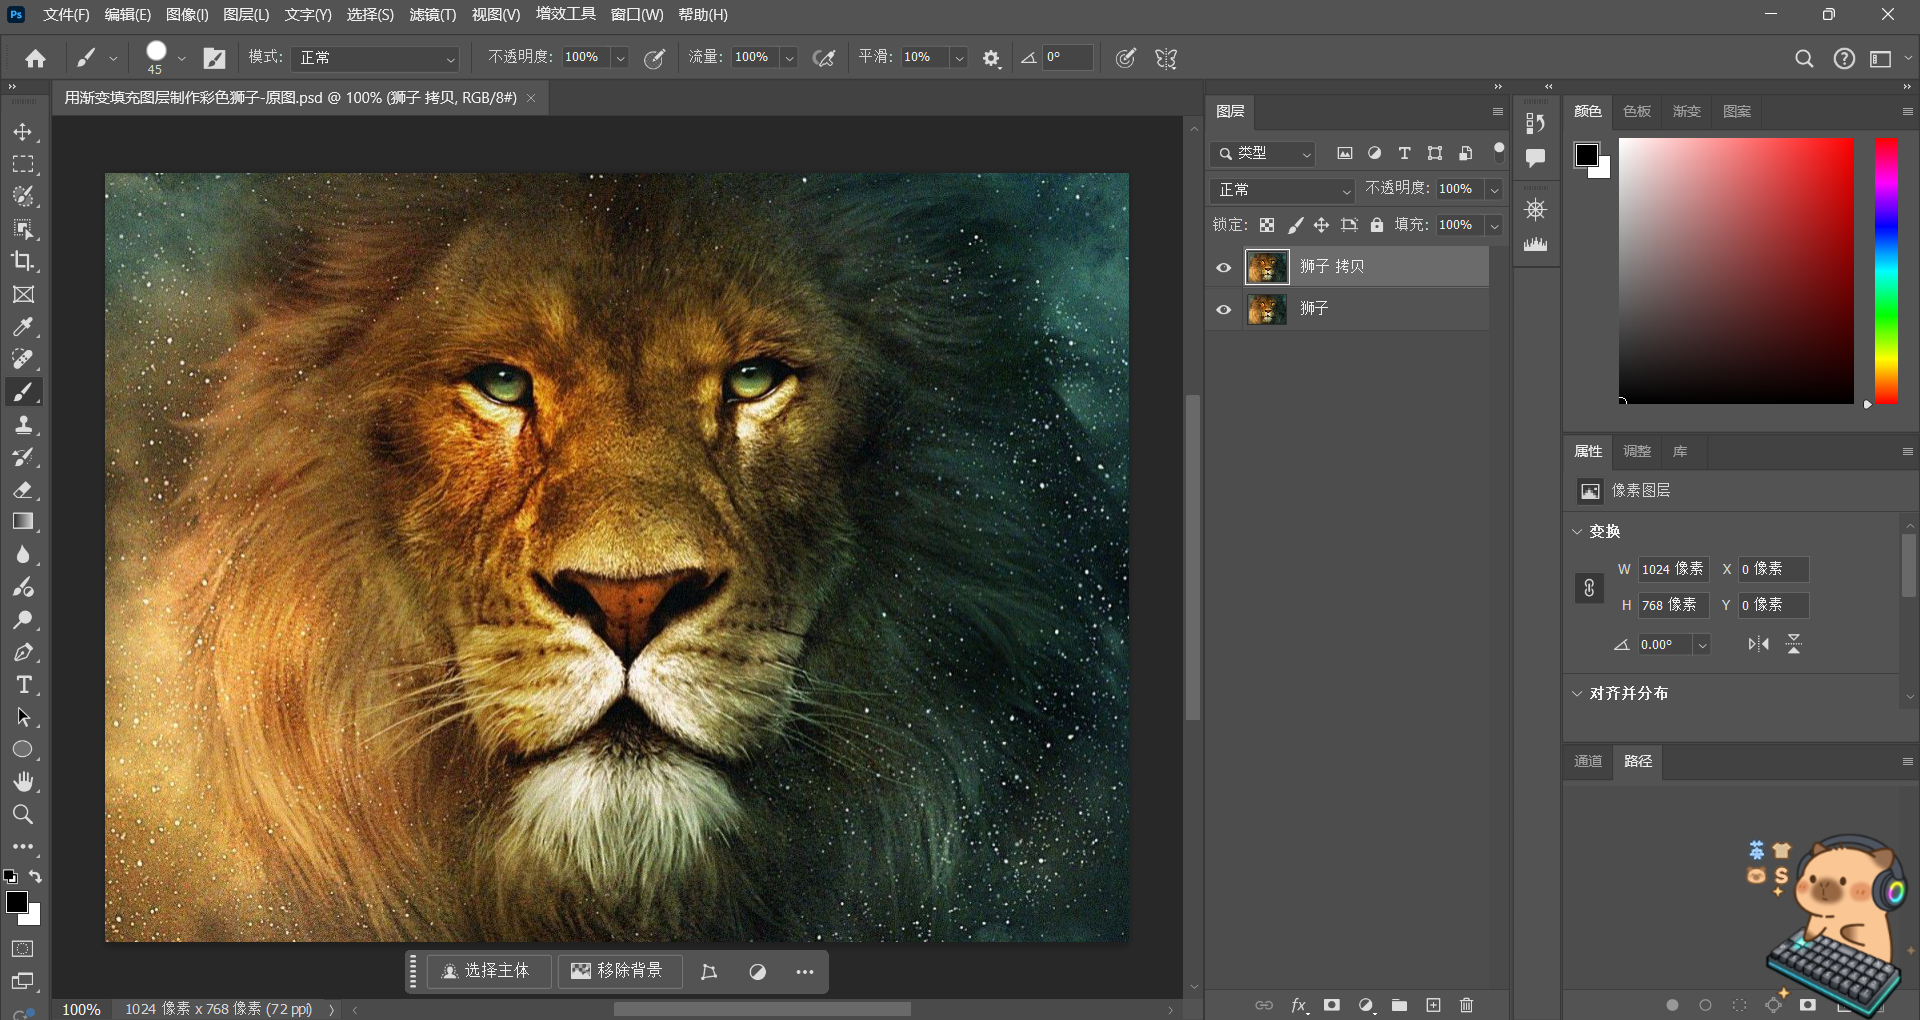 Ps 文件(F) 编辑(E) 图像(I) 图层(L) 文字(Y) 选择(S) 滤镜(T) 视图(V) 增效工具 窗口(W) 帮助(H)
45 模式: 正常 不透明度: 100% 流量: 100% 平滑: 10% 0°
用渐变填充图层制作彩色狮子-原图.psd @ 100% (狮子 拷贝, RGB/8#) ×
图层
类型
正常 不透明度: 100%
锁定: 填充: 100%
狮子 拷贝
狮子
颜色 色板 渐变 图案
属性 调整 库
像素图层
变换
W 1024 像素 X 0 像素
H 768 像素 Y 0 像素
0.00°
对齐并分布
通道 路径
英
S
选择主体 移除背景
fx
100% 1024 像素 x 768 像素 (72 ppi)